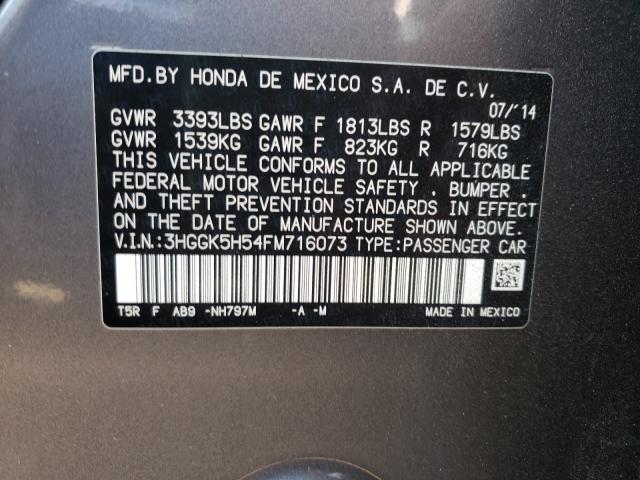 MFD.BY HONDA DE MEXICO S.A. DE C.V.
07/'14
GVWR 3393LBS GAWR F 1813LBS R 1579LBS
GVWR 1539KG GAWR F 823KG R 716KG
THIS VEHICLE CONFORMS TO ALL APPLICABLE
FEDERAL MOTOR VEHICLE SAFETY , BUMPER ,
AND THEFT PREVENTION STANDARDS IN EFFECT
ON THE DATE OF MANUFACTURE SHOWN ABOVE.
V.I.N.:3HGGK5H54FM716073 TYPE:PASSENGER CAR
T5R F AB9 -NH797M -A -M MADE IN MEXICO